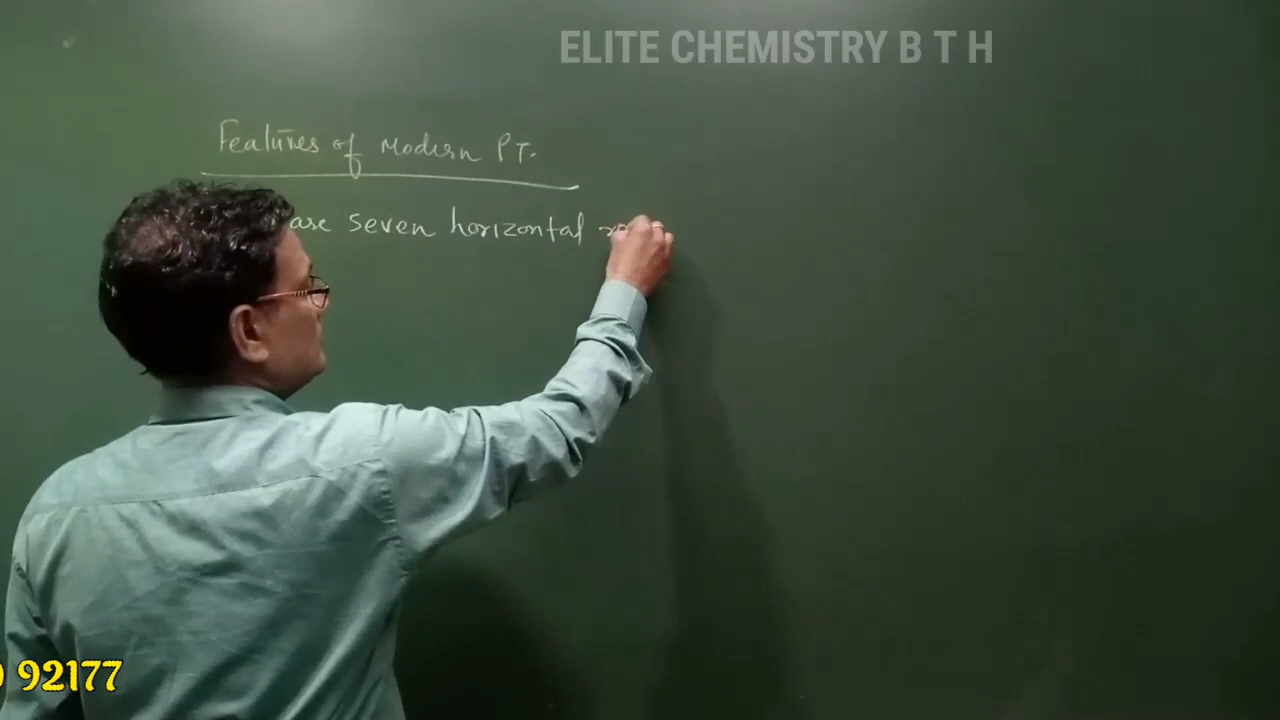 ELITE CHEMISTRY B T H
Features of Modern PT.
are seven horizontal
92177